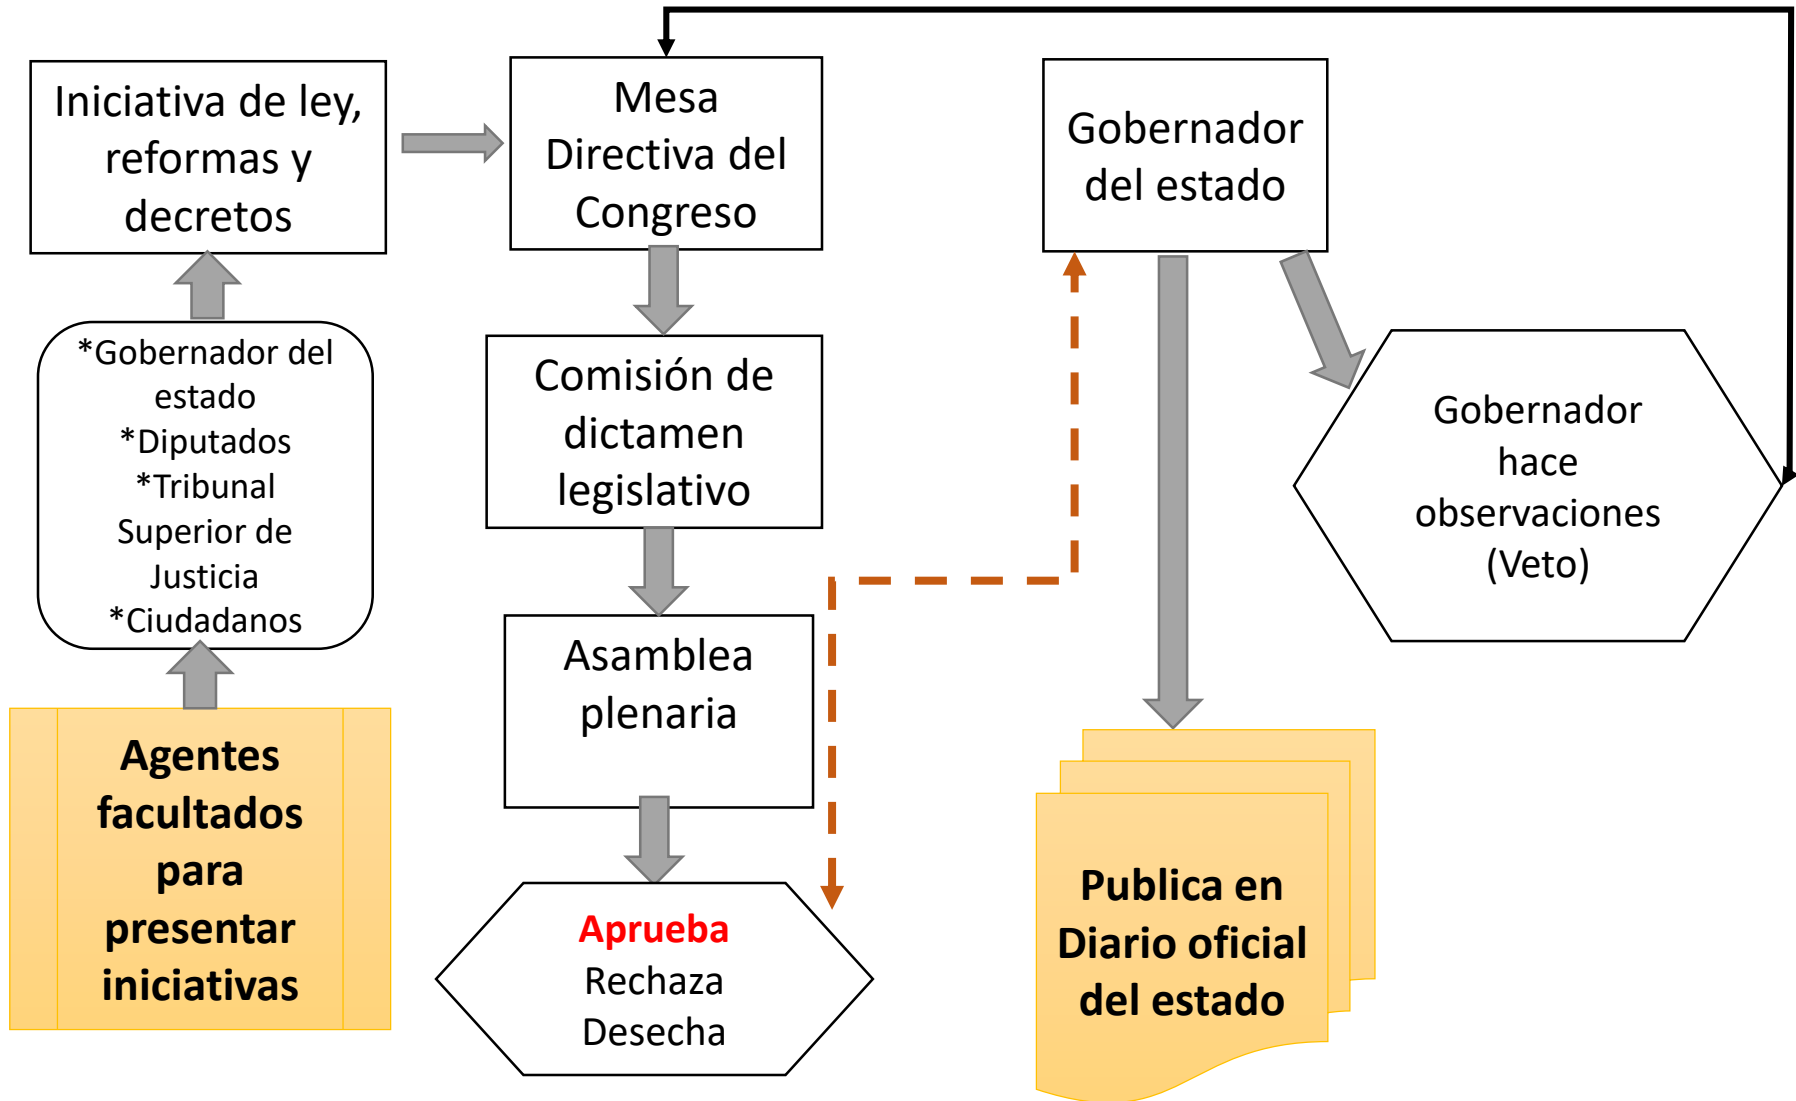 Iniciativa de ley,
reformas y
decretos
Mesa
Directiva del
Congreso
Gobernador
del estado
*Gobernador del
estado
*Diputados
*Tribunal
Superior de
Justicia
*Ciudadanos
Comisión de
dictamen
legislativo
Gobernador
hace
observaciones
(Veto)
Asamblea
plenaria
Agentes
facultados
para
presentar
iniciativas
Aprueba
Rechaza
Desecha
Publica en
Diario oficial
del estado